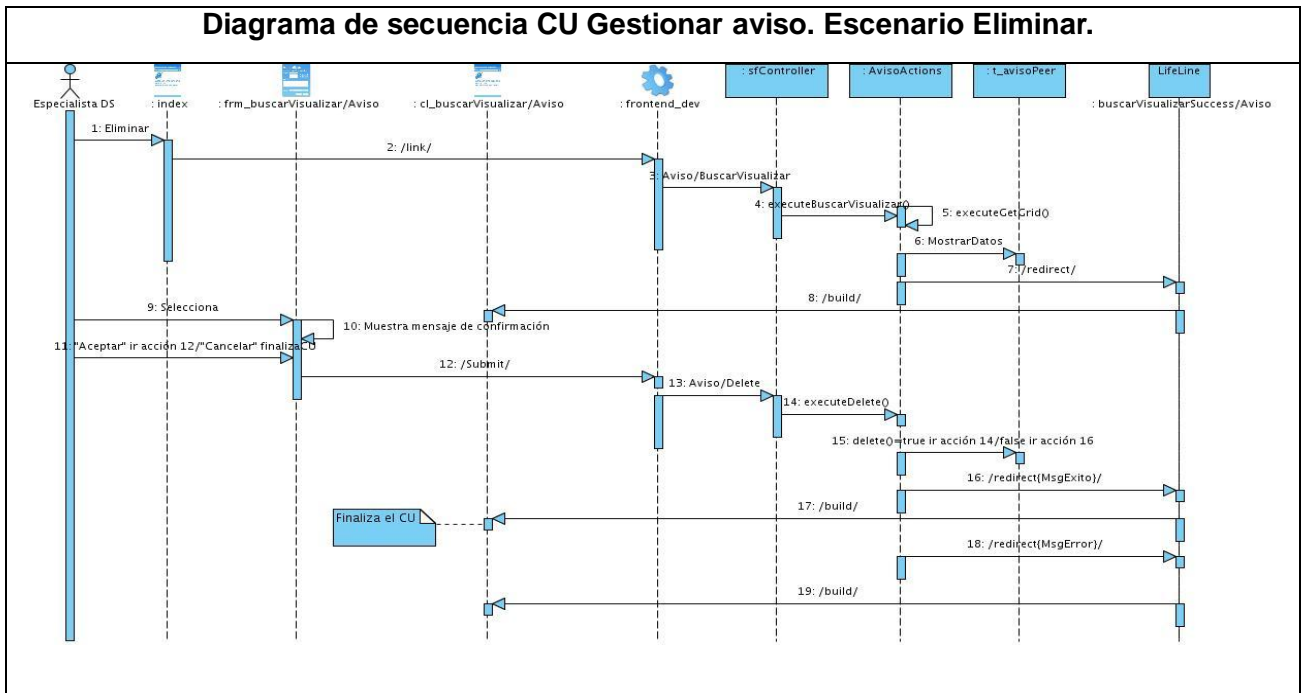 Diagrama de secuencia CU Gestionar aviso. Escenario Eliminar.
: sfController
: AvisoActions
: t_avisoPeer
LifeLine
Especialista DS
: index
: frm_buscarVisualizar/Aviso
: cl_buscarVisualizar/Aviso
: frontend_dev
: buscarVisualizarSuccess/Aviso
1: Eliminar
2: /link/
3: Aviso/BuscarVisualizar
4: executeBuscarVisualizar()
5: executeGetGrid()
6: MostrarDatos
7: /redirect/
8: /build/
9: Selecciona
10: Muestra mensaje de confirmación
11: "Aceptar" ir acción 12/"Cancelar" finalizaCU
12: /Submit/
13: Aviso/Delete
14: executeDelete()
15: delete()=true ir acción 14/false ir acción 16
16: /redirect{MsgExito}/
17: /build/
Finaliza el CU
18: /redirect{MsgError}/
19: /build/